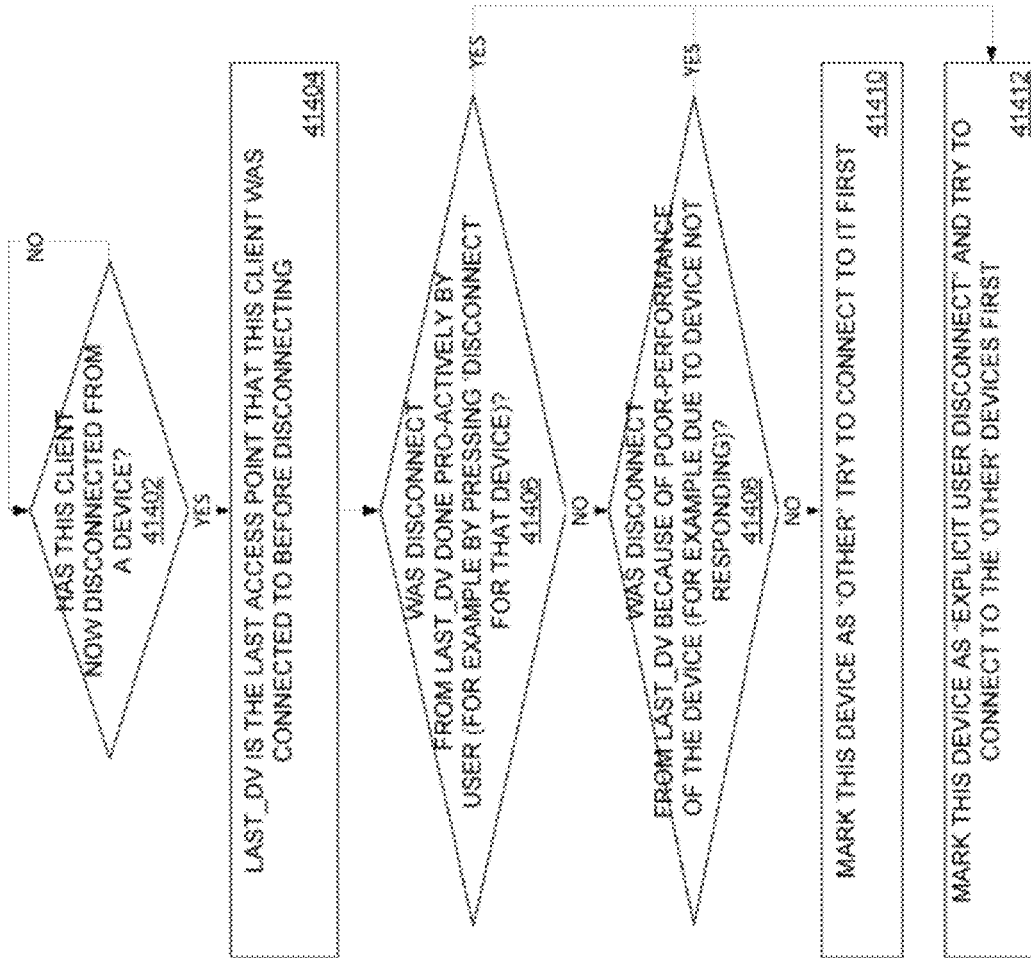 NO
HAS THIS CLIENT
NOW DISCONNECTED FROM
A DEVICE?
41402
YES
LAST_DV IS THE LAST ACCESS POINT THAT THIS CLIENT WAS
CONNECTED TO BEFORE DISCONNECTING
41404
WAS DISCONNECT
FROM LAST_DV DONE PRO-ACTIVELY BY
USER (FOR EXAMPLE BY PRESSING 'DISCONNECT'
FOR THAT DEVICE)?
41406
YES
NO
WAS DISCONNECT
FROM LAST_DV BECAUSE OF POOR-PERFORMANCE
OF THE DEVICE (FOR EXAMPLE DUE TO DEVICE NOT
RESPONDING)?
41408
YES
NO
MARK THIS DEVICE AS 'OTHER' TRY TO CONNECT TO IT FIRST
41410
MARK THIS DEVICE AS 'EXPLICIT USER DISCONNECT' AND TRY TO
CONNECT TO THE 'OTHER' DEVICES FIRST
41412